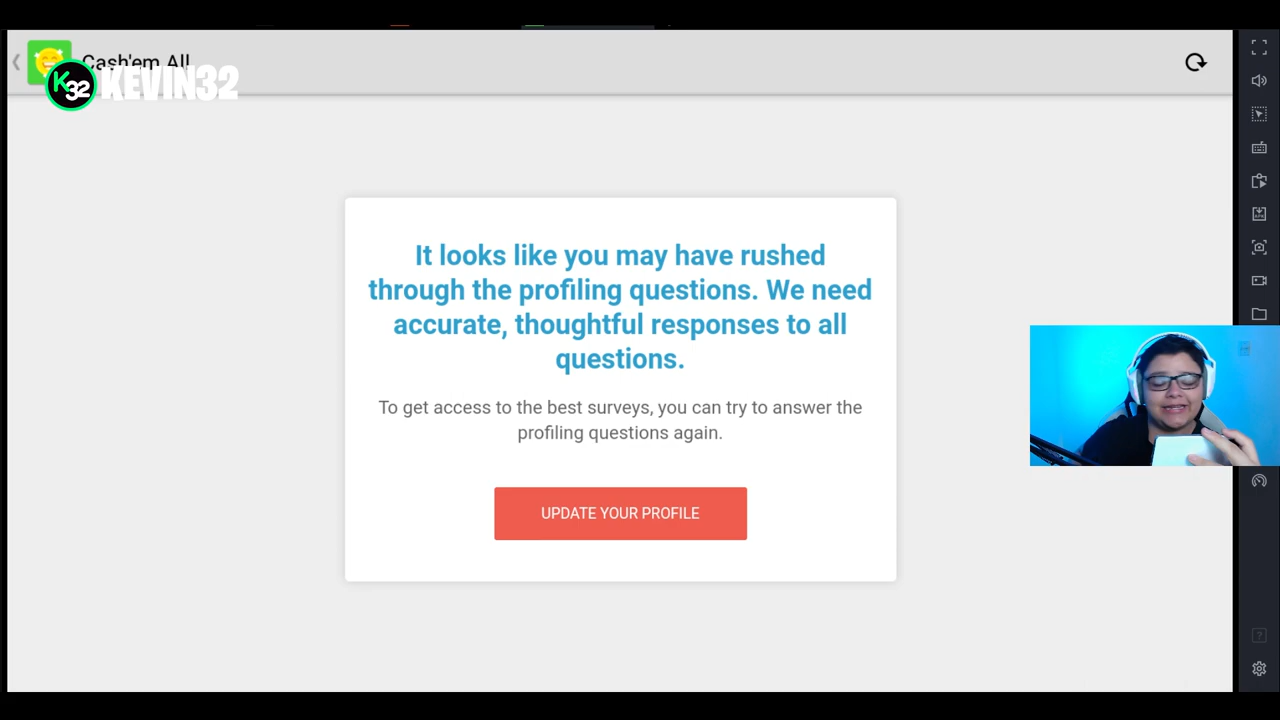 Cash'em All
K32 KEVIN32
It looks like you may have rushed
through the profiling questions. We need
accurate, thoughtful responses to all
questions.
To get access to the best surveys, you can try to answer the
profiling questions again.
UPDATE YOUR PROFILE